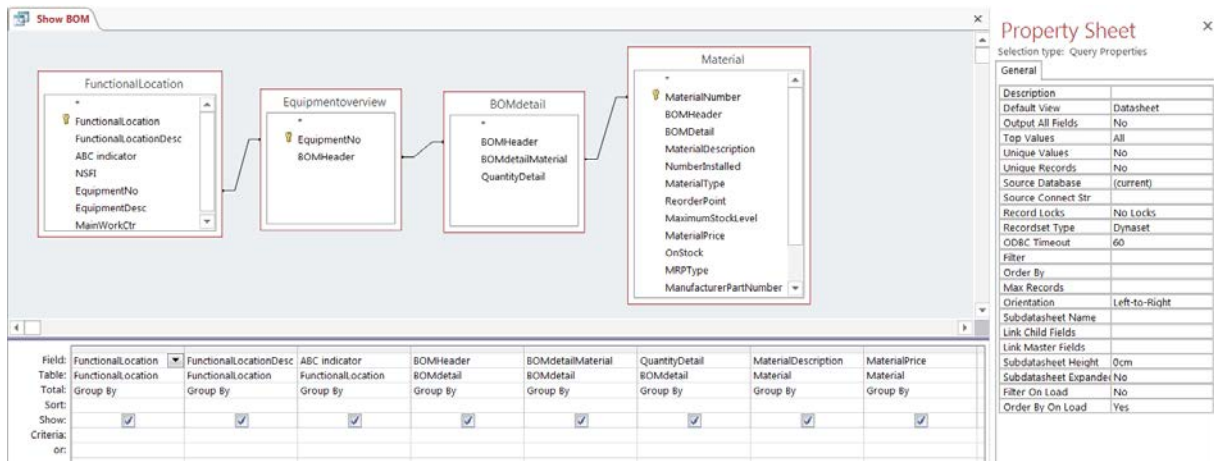 Show BOM
FunctionalLocation
*
FunctionalLocation
FunctionalLocationDesc
ABC indicator
NSFI
EquipmentNo
EquipmentDesc
MainWorkCtr
Equipmentoverview
*
EquipmentNo
BOMHeader
BOMdetail
*
BOMHeader
BOMdetailMaterial
QuantityDetail
Material
*
MaterialNumber
BOMHeader
BOMDetail
MaterialDescription
NumberInstalled
MaterialType
ReorderPoint
MaximumStockLevel
MaterialPrice
OnStock
MRPType
ManufacturerPartNumber
Field: FunctionalLocation FunctionalLocationDesc ABC indicator BOMHeader BOMdetailMaterial QuantityDetail MaterialDescription MaterialPrice
Table: FunctionalLocation FunctionalLocation FunctionalLocation BOMdetail BOMdetail BOMdetail Material Material
Total: Group By Group By Group By Group By Group By Group By Group By Group By
Sort:
Show:
Criteria:
or:
Property Sheet
Selection type: Query Properties
General
Description
Default View Datasheet
Output All Fields No
Top Values All
Unique Values No
Unique Records No
Source Database (current)
Source Connect Str
Record Locks No Locks
Recordset Type Dynaset
ODBC Timeout 60
Filter
Order By
Max Records
Orientation Left-to-Right
Subdatasheet Name
Link Child Fields
Link Master Fields
Subdatasheet Height 0cm
Subdatasheet Expanded No
Filter On Load No
Order By On Load Yes